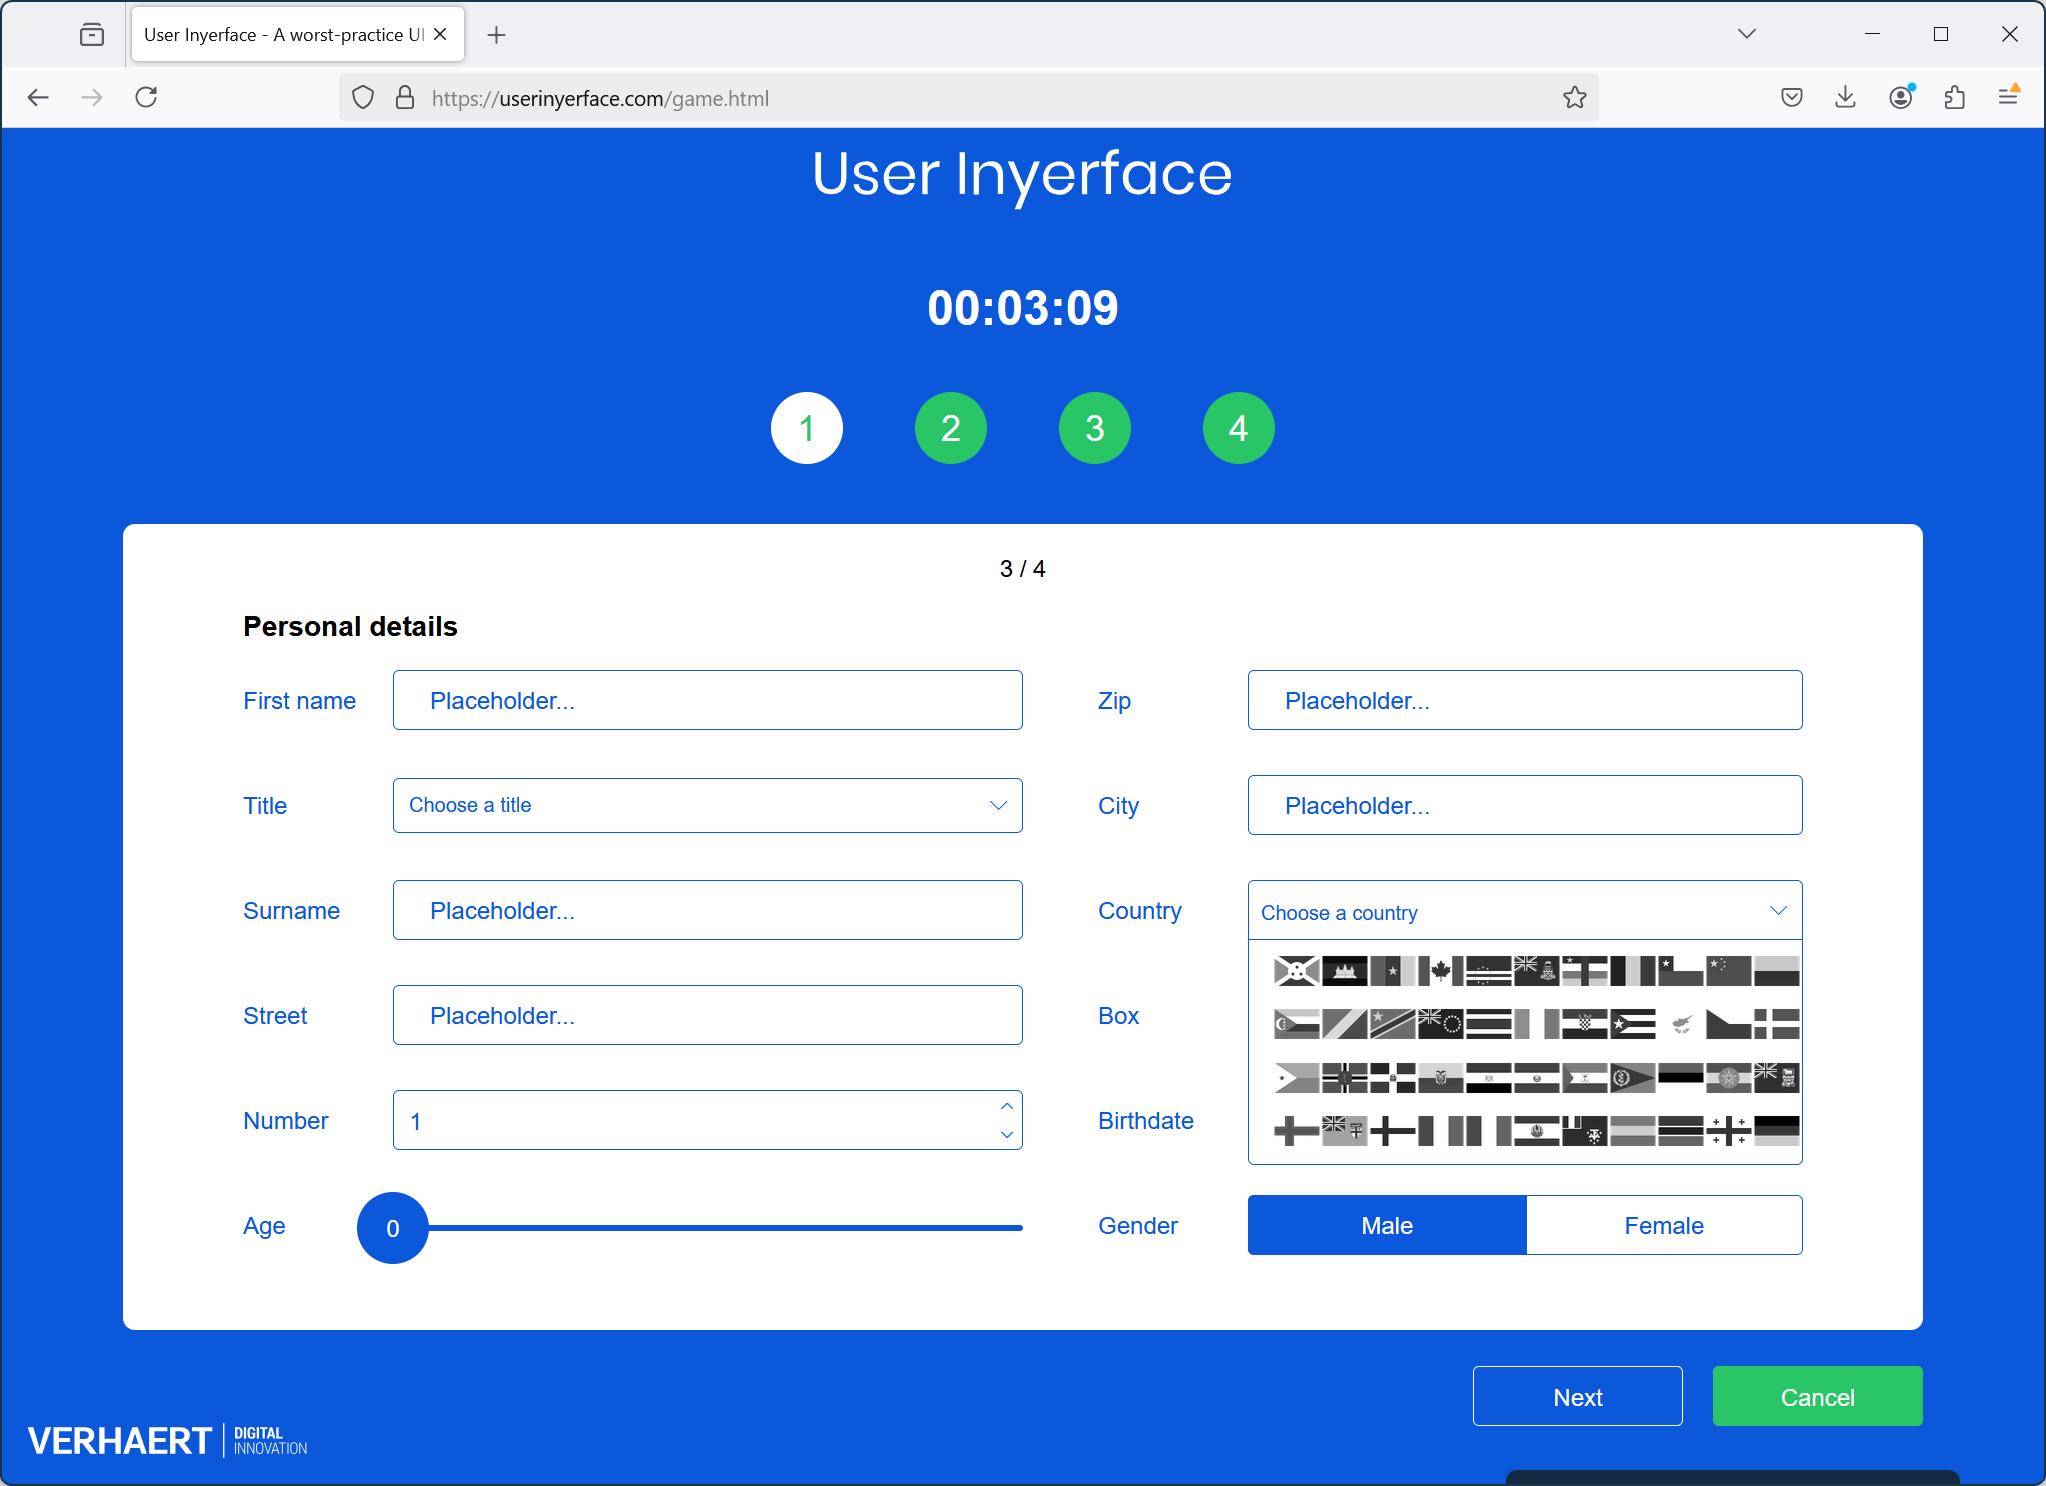 User Inyerface - A worst-practice UI
https://userinyerface.com/game.html
User Inyerface
00:03:09
1 2 3 4
3 / 4
Personal details
First name Placeholder... Zip Placeholder...
Title Choose a title City Placeholder...
Surname Placeholder... Country Choose a country
Street Placeholder... Box
Number 1 Birthdate
Age 0 Gender Male Female
Next Cancel
VERHAERT DIGITAL
INNOVATION